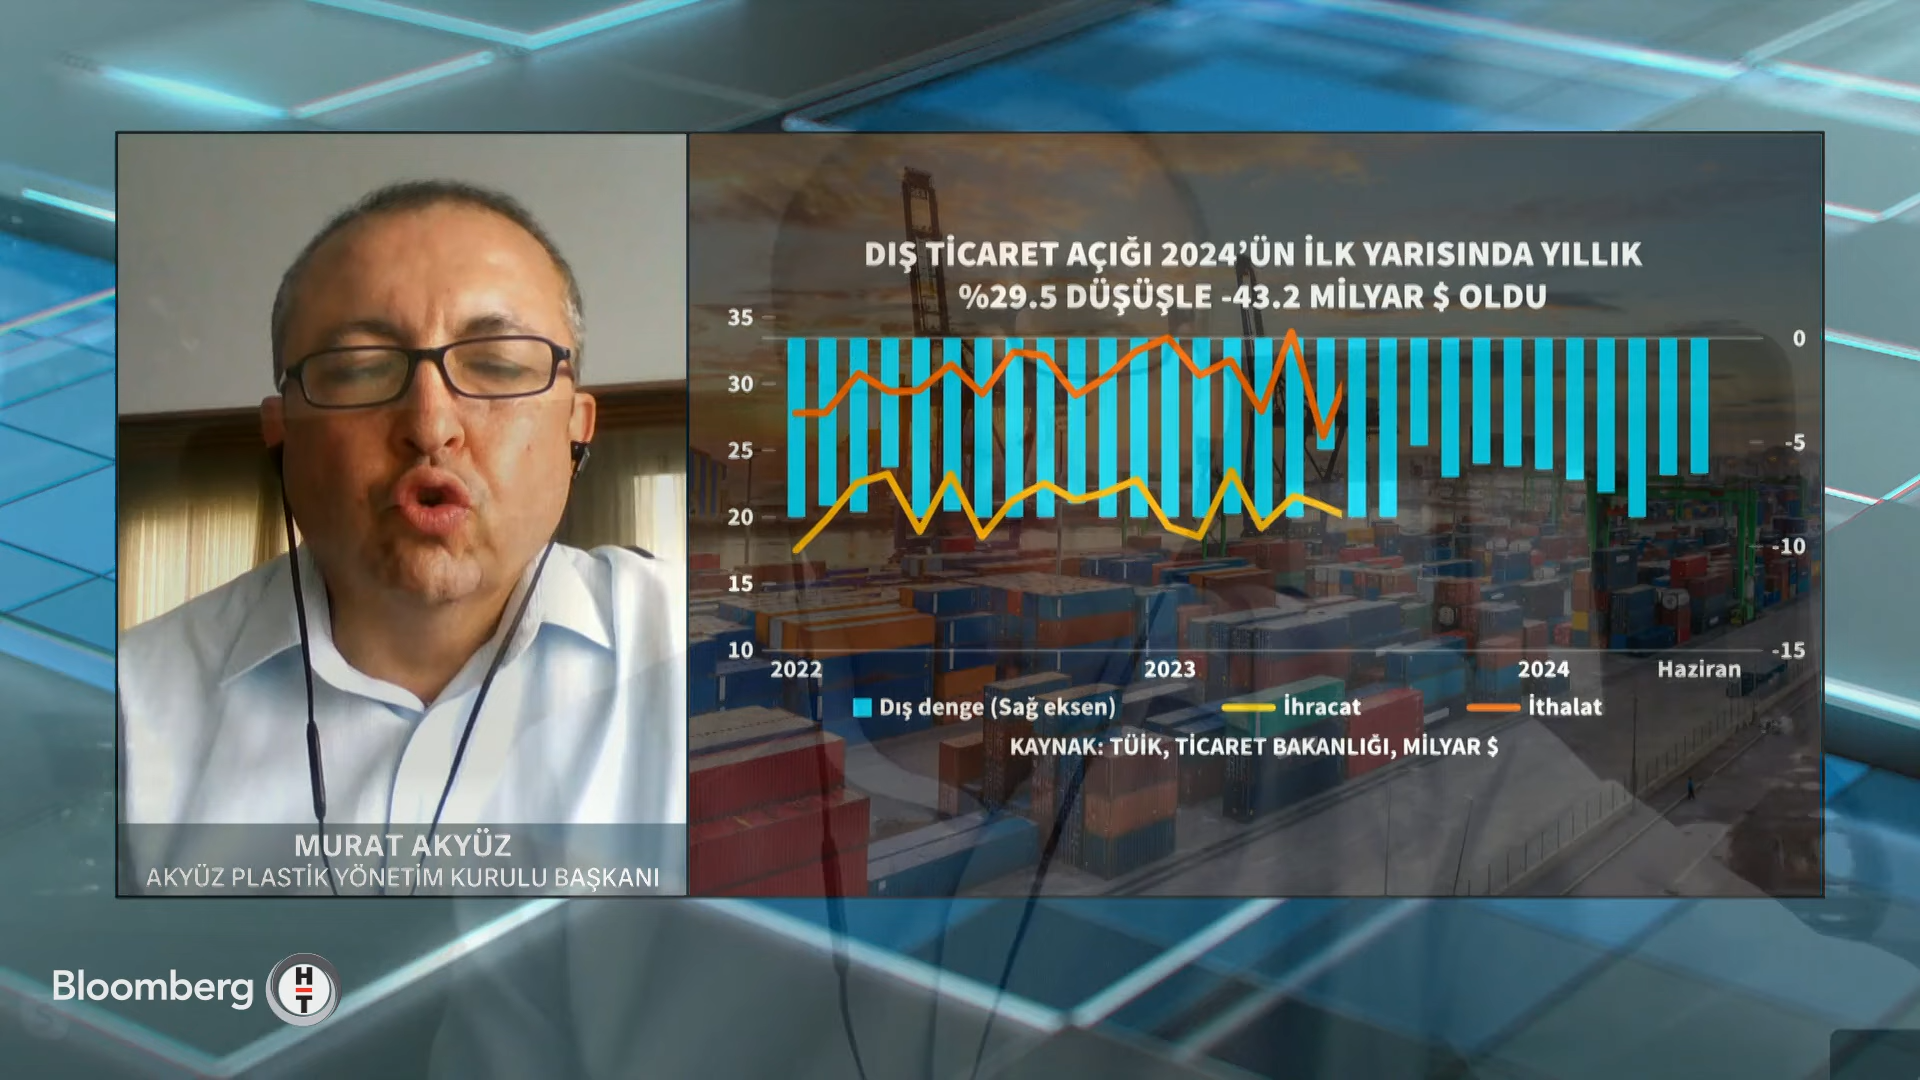 DIŞ TİCARET AÇIĞI 2024’ÜN İLK YARISINDA YILLIK
%29.5 DÜŞÜŞLE -43.2 MİLYAR $ OLDU
35
30
25
20
15
10
0
-5
-10
-15
2022
2023
2024
Haziran
Dış denge (Sağ eksen)
İhracat
İthalat
KAYNAK: TÜİK, TİCARET BAKANLIĞI, MİLYAR $
MURAT AKYÜZ
AKYÜZ PLASTİK YÖNETİM KURULU BAŞKANI
Bloomberg HT